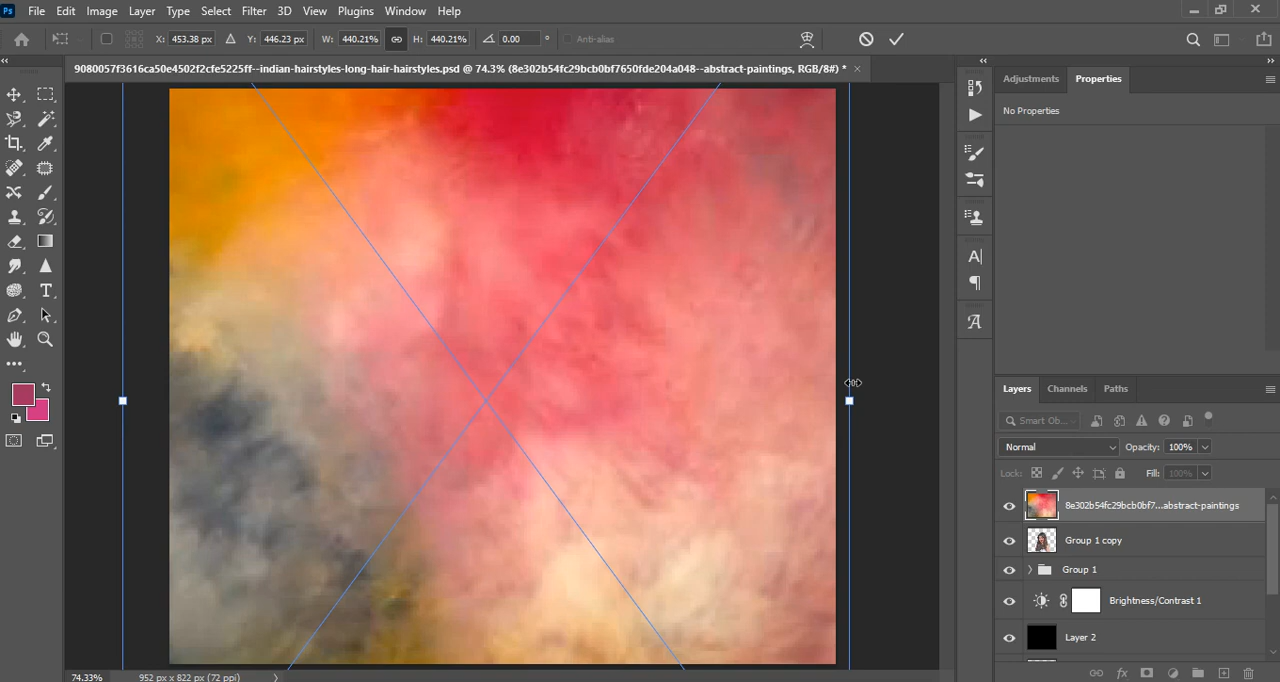 Ps File Edit Image Layer Type Select Filter 3D View Plugins Window Help
X: 453.38 px Y: 446.23 px W: 440.21% H: 440.21% 0.00 ° Anti-alias
9080057f3616ca50e4502f2cfe5225ff--indian-hairstyles-long-hair-hairstyles.psd @ 74.3% (8e302b54fc29bcb0bf7650fde204a048--abstract-paintings, RGB/8#) *
Adjustments Properties
No Properties
Layers Channels Paths
Smart Ob...
Normal Opacity: 100%
Lock: Fill: 100%
8e302b54fc29bcb0bf7...abstract-paintings
Group 1 copy
Group 1
Brightness/Contrast 1
Layer 2
74.33% 952 px x 822 px (72 ppi)